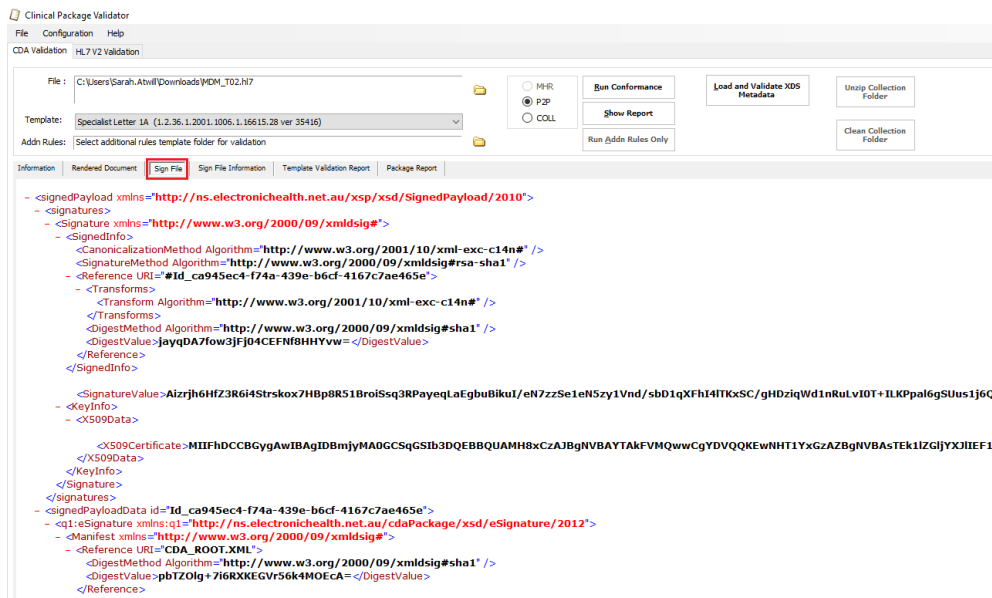 Clinical Package Validator
File Configuration Help
CDA Validation HL7 V2 Validation
File : C:\Users\Sarah.Atwill\Downloads\MDM_T02.hl7
MHR
P2P
COLL
Run Conformance
Show Report
Run Addn Rules Only
Load and Validate XDS
Metadata
Unzip Collection
Folder
Clean Collection
Folder
Template: Specialist Letter 1A (1.2.36.1.2001.1006.1.16615.28 ver 35416)
Addn Rules: Select additional rules template folder for validation
Information Rendered Document Sign File Sign File Information Template Validation Report Package Report
- <signedPayload xmlns="http://ns.electronichealth.net.au/xsp/xsd/SignedPayload/2010">
- <signatures>
- <Signature xmlns="http://www.w3.org/2000/09/xmldsig#">
- <SignedInfo>
<CanonicalizationMethod Algorithm="http://www.w3.org/2001/10/xml-exc-c14n#" />
<SignatureMethod Algorithm="http://www.w3.org/2000/09/xmldsig#rsa-sha1" />
- <Reference URI="#Id_ca945ec4-f74a-439e-b6cf-4167c7ae465e">
- <Transforms>
<Transform Algorithm="http://www.w3.org/2001/10/xml-exc-c14n#" />
</Transforms>
<DigestMethod Algorithm="http://www.w3.org/2000/09/xmldsig#sha1" />
<DigestValue>jayqDA7fow3jFj04CEFNf8HHYvw=</DigestValue>
</Reference>
</SignedInfo>
<SignatureValue>Aizrjh6HfZ3R6i4Strskox7HBp8R51BroiSsq3RPayeqLaEgbuBikuI/eN7zzSe1eN5zy1Vnd/sbD1qXFhI4lTKxSC/gHDziqWd1nRuLvI0T+ILKPpal6gSUus1j6Q
- <KeyInfo>
- <X509Data>
<X509Certificate>MIIFhDCCBGygAwIBAgIDBmjyMA0GCSqGSIb3DQEBBQUAMH8xCzAJBgNVBAYTAkFVMQwwCgYDVQQKEwNHT1YxGzAZBgNVBAsTEk1lZGljYXJlIEF1
</X509Data>
</KeyInfo>
</Signature>
</signatures>
- <signedPayloadData id="Id_ca945ec4-f74a-439e-b6cf-4167c7ae465e">
- <q1:eSignature xmlns:q1="http://ns.electronichealth.net.au/cdaPackage/xsd/eSignature/2012">
- <Manifest xmlns="http://www.w3.org/2000/09/xmldsig#">
- <Reference URI="CDA_ROOT.XML">
<DigestMethod Algorithm="http://www.w3.org/2000/09/xmldsig#sha1" />
<DigestValue>pbTZOlg+7i6RXKEGVr56k4MOEcA=</DigestValue>
</Reference>